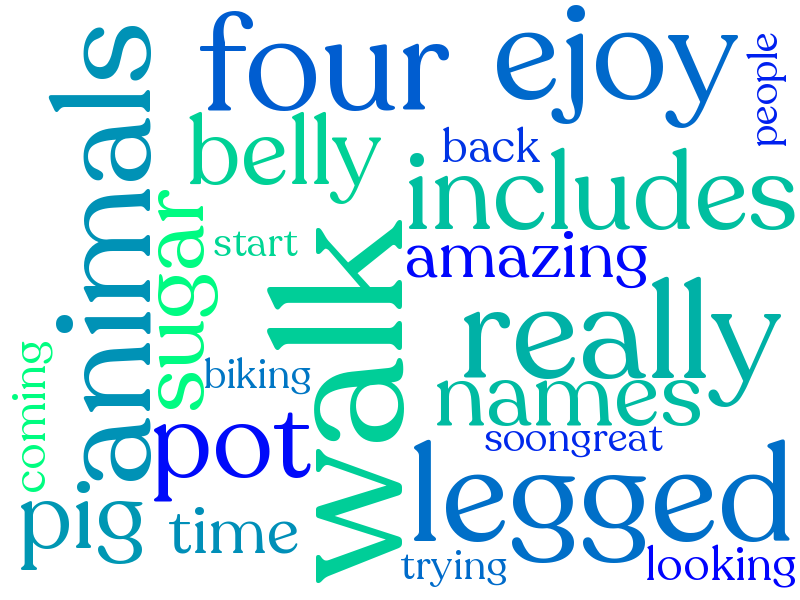 four
ejoy
people
animals
belly
back
includes
sugar
start
walk
amazing
really
coming
biking
names
pot
soongreat
legged
pig
time
trying
looking